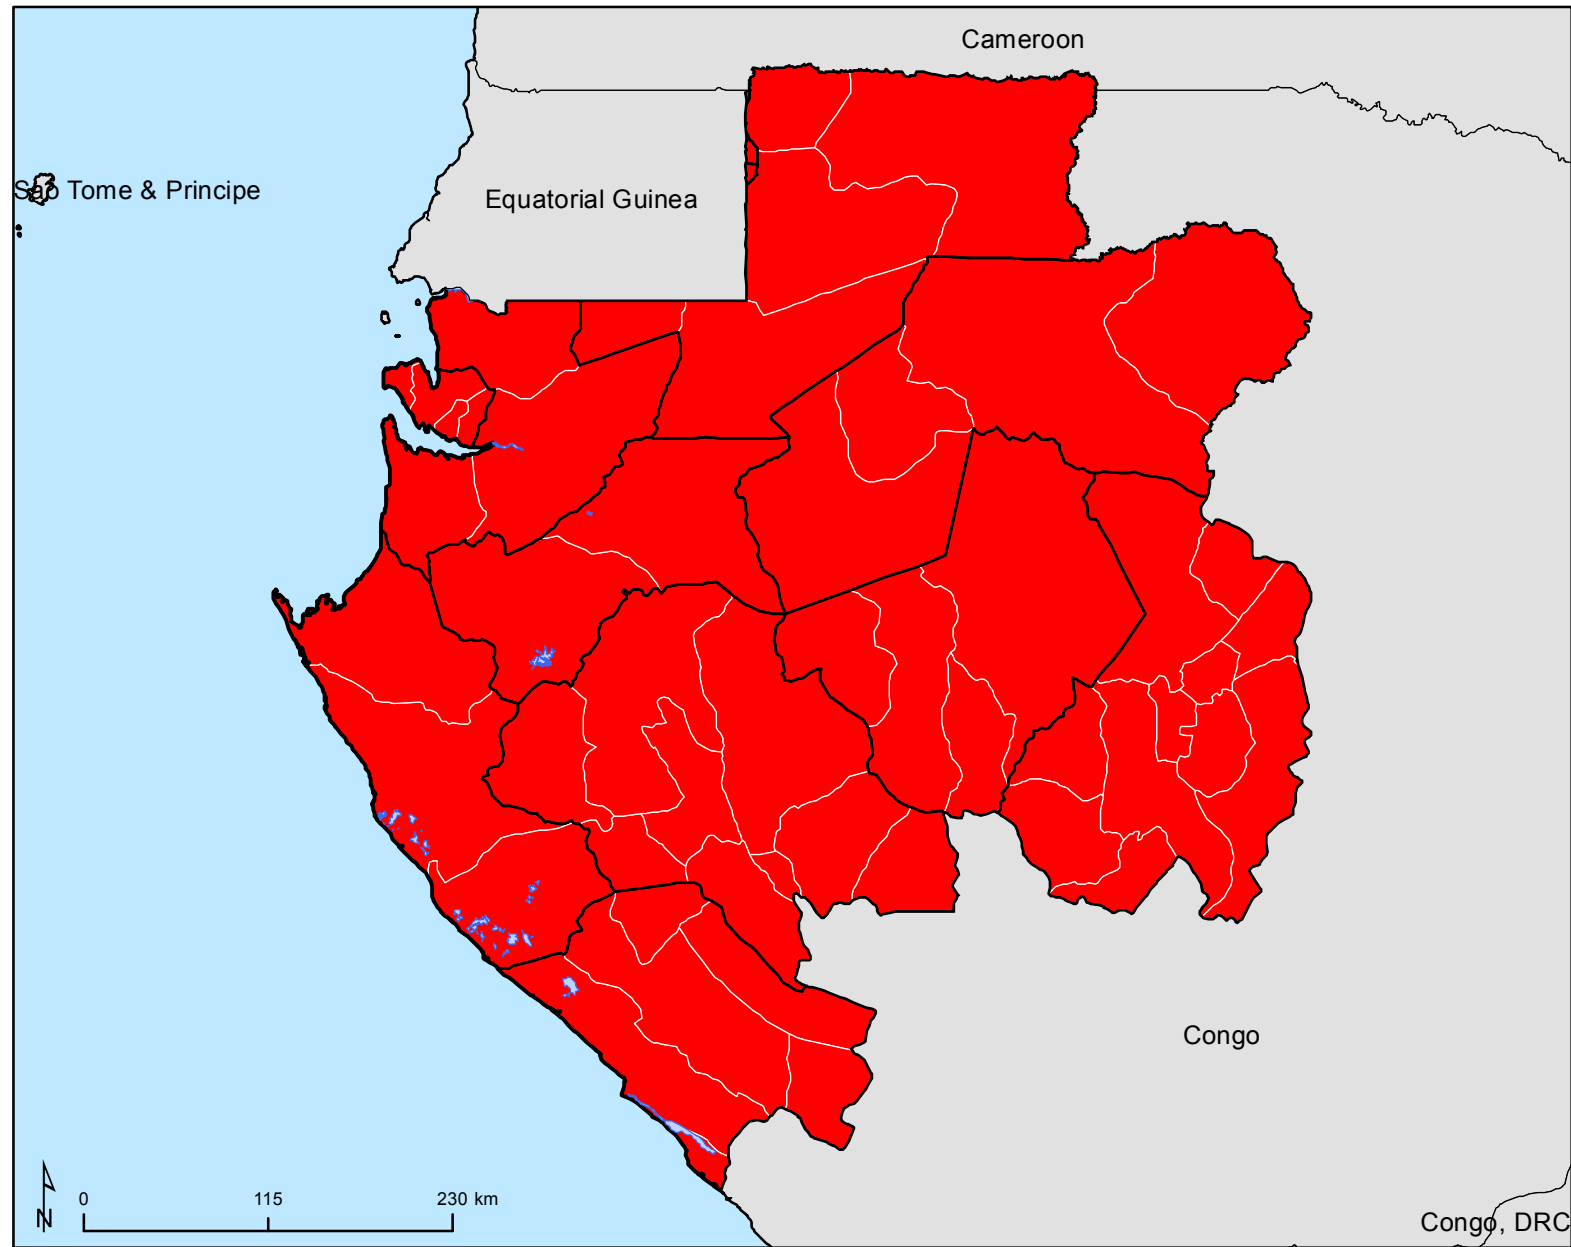 Cameroon
Sao Tome & Principe
Equatorial Guinea
Congo
N
0 115 230 km
Congo, DRC